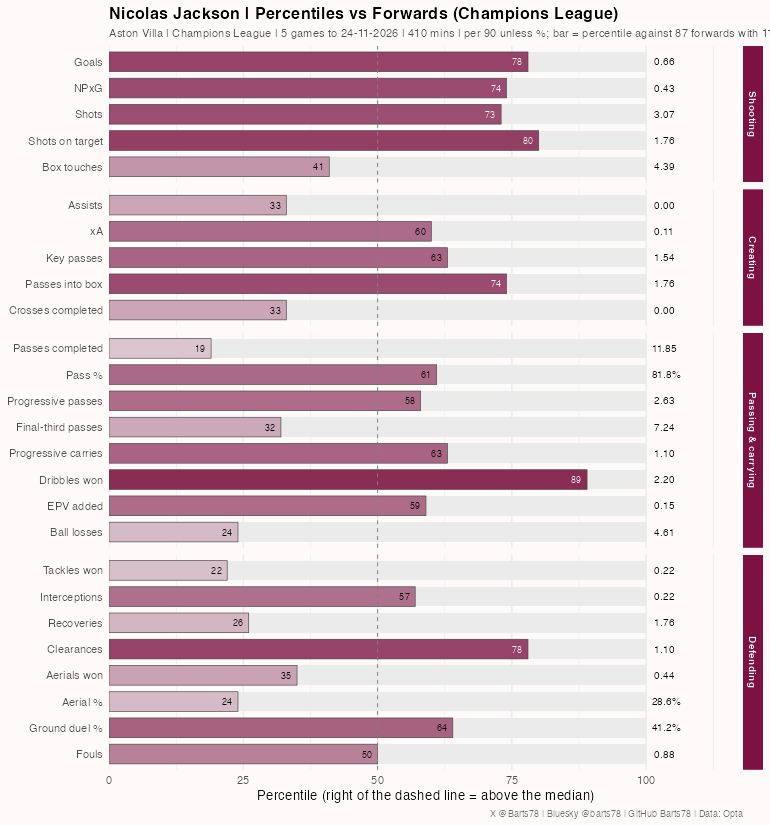 Nicolas Jackson | Percentiles vs Forwards (Champions League)
Aston Villa | Champions League | 5 games to 24-11-2026 | 410 mins | per 90 unless %; bar = percentile against 87 forwards with 11
Shooting
Goals 78 0.66
NPxG 74 0.43
Shots 73 3.07
Shots on target 80 1.76
Box touches 41 4.39
Creating
Assists 33 0.00
xA 60 0.11
Key passes 63 1.54
Passes into box 74 1.76
Crosses completed 33 0.00
Passing & carrying
Passes completed 19 11.85
Pass % 61 81.8%
Progressive passes 58 2.63
Final-third passes 32 7.24
Progressive carries 63 1.10
Dribbles won 89 2.20
EPV added 59 0.15
Ball losses 24 4.61
Defending
Tackles won 22 0.22
Interceptions 57 0.22
Recoveries 26 1.76
Clearances 78 1.10
Aerials won 35 0.44
Aerial % 24 28.6%
Ground duel % 64 41.2%
Fouls 50 0.88
0 25 50 75 100
Percentile (right of the dashed line = above the median)
X @Barts78 | Bluesky @barts78 | GitHub Barts78 | Data: Opta